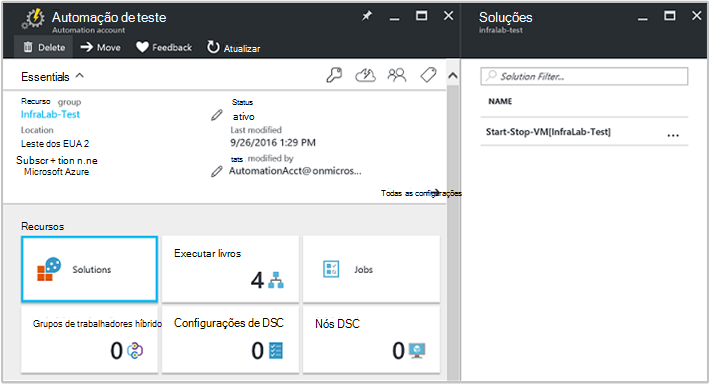 Automação de teste
Automation account
Delete
Move
Feedback
Atualizar
Essentials
Recurso group
InfraLab-Test
Location
Leste dos EUA 2
Subscr+tion n.ne
Microsoft Azure
Status
ativo
Last modified
9/26/2016 1:29 PM
tats modified by
AutomationAcct@onmicros...
Todas as configurações
Recursos
Solutions
Executar livros
4
Jobs
Grupos de trabalhadores híbrido
0
Configurações de DSC
0
Nós DSC
0
Soluções
infralab-test
Solution Filter...
NAME
Start-Stop-VM[InfraLab-Test]
...